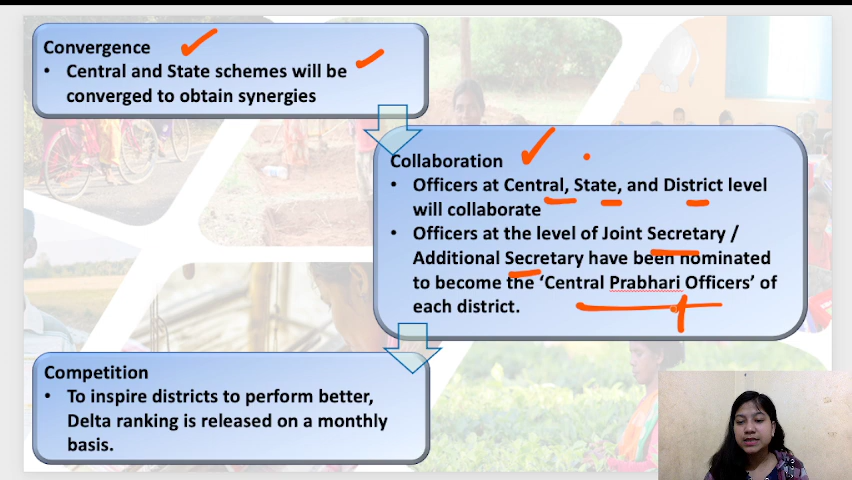 Convergence
• Central and State schemes will be
converged to obtain synergies
Collaboration
• Officers at Central, State, and District level
will collaborate
• Officers at the level of Joint Secretary /
Additional Secretary have been nominated
to become the ‘Central Prabhari Officers’ of
each district.
Competition
• To inspire districts to perform better,
Delta ranking is released on a monthly
basis.